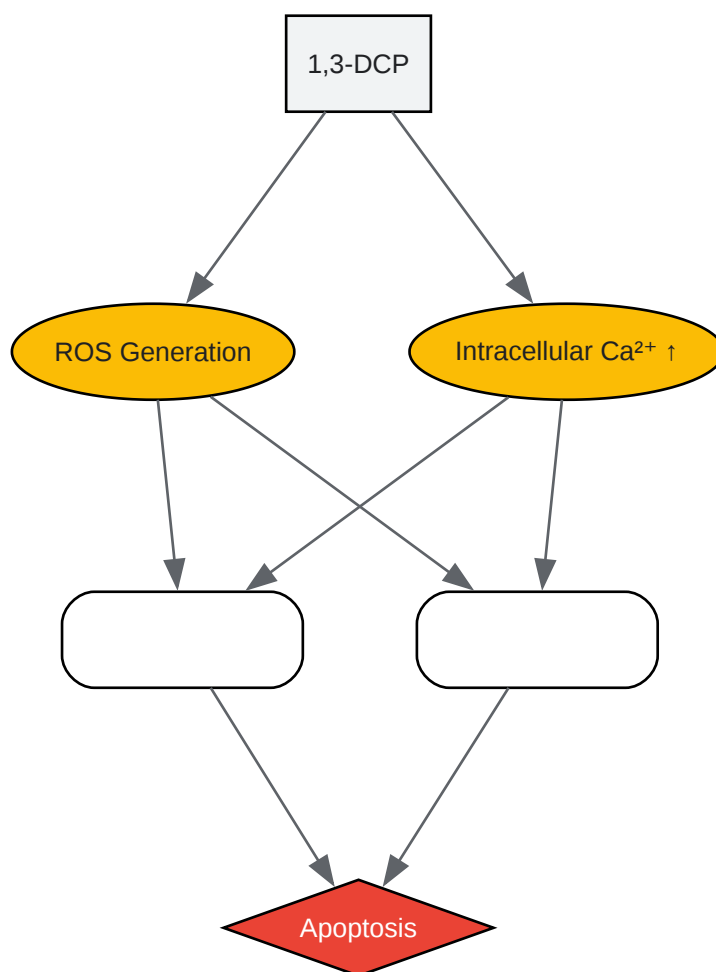 1,3-DCP
ROS Generation
Intracellular Ca²⁺ ↑
Apoptosis